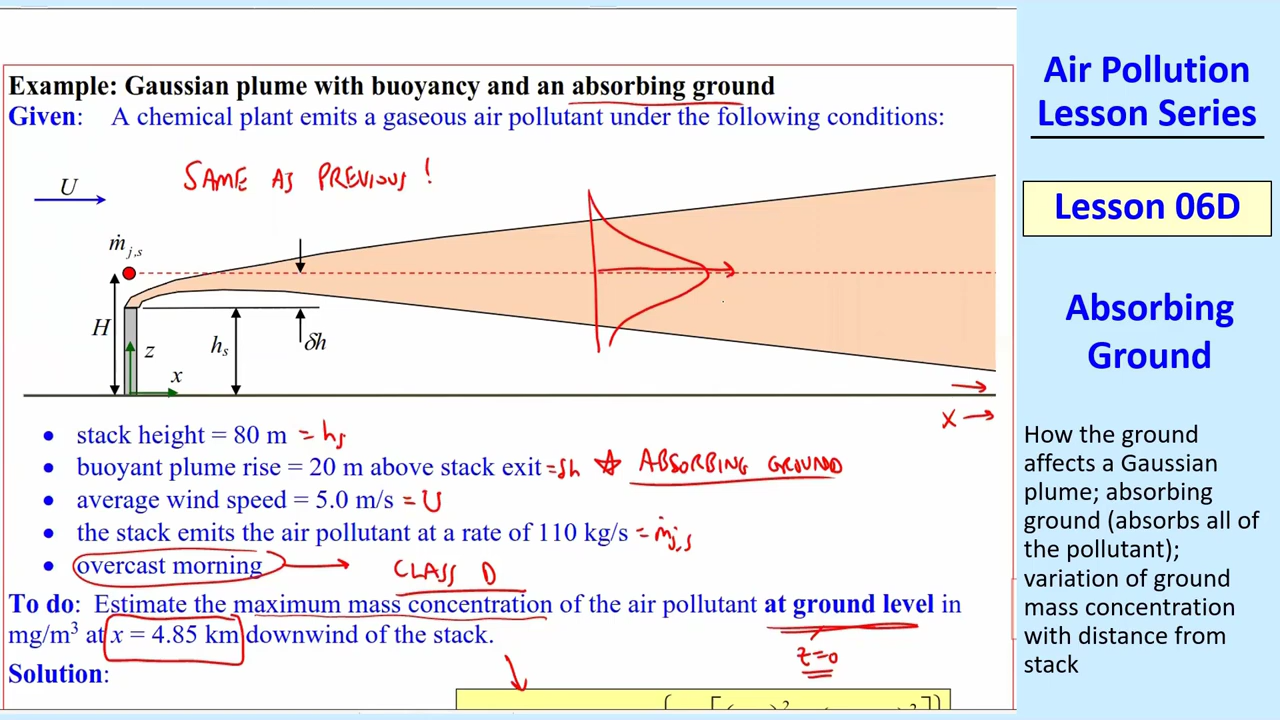 Example: Gaussian plume with buoyancy and an absorbing ground
Given: A chemical plant emits a gaseous air pollutant under the following conditions:
SAME AS PREVIOUS!
U
ṁj,s
H
z
x
hs
δh
x →
• stack height = 80 m = hs
• buoyant plume rise = 20 m above stack exit = δh ☆ ABSORBING GROUND
• average wind speed = 5.0 m/s = U
• the stack emits the air pollutant at a rate of 110 kg/s = ṁj,s
• overcast morning → CLASS D
To do: Estimate the maximum mass concentration of the air pollutant at ground level in
mg/m³ at x = 4.85 km downwind of the stack.
z=0
Solution:
Air Pollution
Lesson Series
Lesson 06D
Absorbing
Ground
How the ground
affects a Gaussian
plume; absorbing
ground (absorbs all of
the pollutant);
variation of ground
mass concentration
with distance from
stack